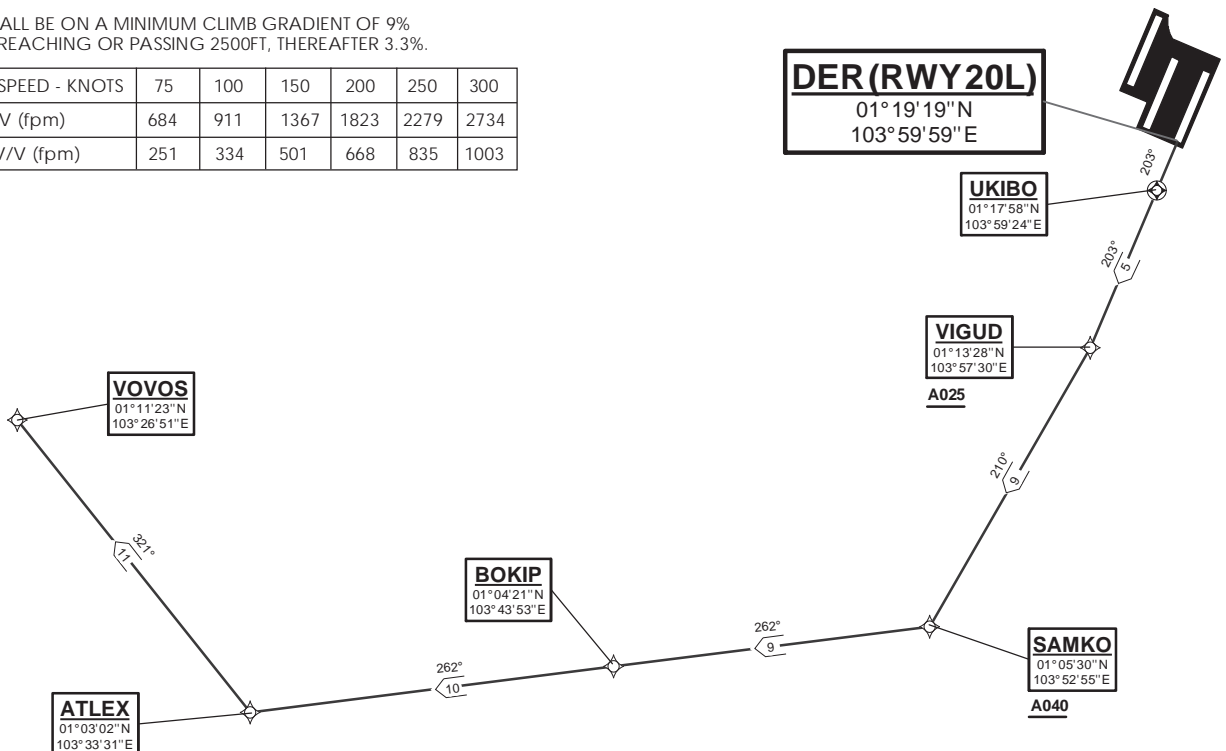 ALL BE ON A MINIMUM CLIMB GRADIENT OF 9%
REACHING OR PASSING 2500FT, THEREAFTER 3.3%.
SPEED - KNOTS 75 100 150 200 250 300
V (fpm) 684 911 1367 1823 2279 2734
V/V (fpm) 251 334 501 668 835 1003
DER (RWY 20L)
01°19'19"N
103°59'59"E
203°
UKIBO
01°17'58"N
103°59'24"E
203°
5
VIGUD
01°13'28"N
103°57'30"E
A025
210°
9
VOVOS
01°11'23"N
103°26'51"E
321°
11
BOKIP
01°04'21"N
103°43'53"E
262°
9
262°
10
SAMKO
01°05'30"N
103°52'55"E
A040
ATLEX
01°03'02"N
103°33'31"E